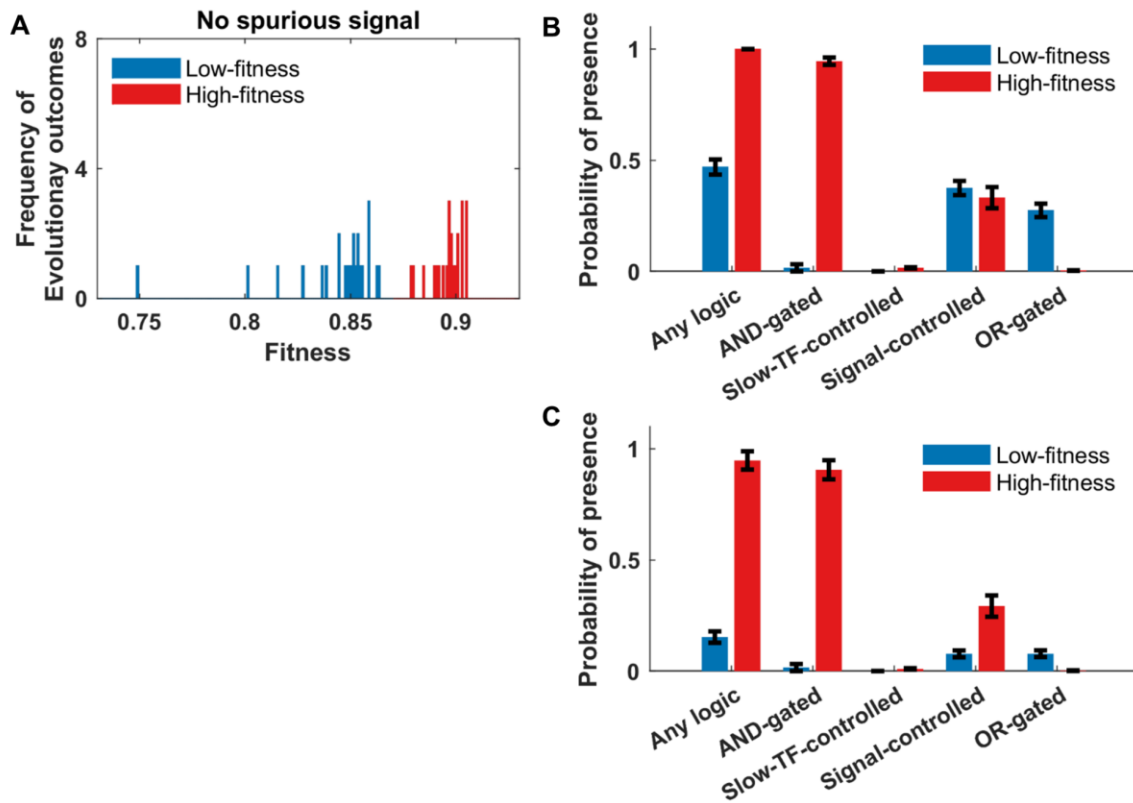 A
No spurious signal
Frequency of
Evolutionay outcomes
8
4
0
Low-fitness
High-fitness
0.75
0.8
0.85
0.9
Fitness
B
Probability of presence
1
0.5
0
Low-fitness
High-fitness
Any logic
AND-gated
Slow-TF-controlled
Signal-controlled
OR-gated
C
Probability of presence
1
0.5
0
Low-fitness
High-fitness
Any logic
AND-gated
Slow-TF-controlled
Signal-controlled
OR-gated